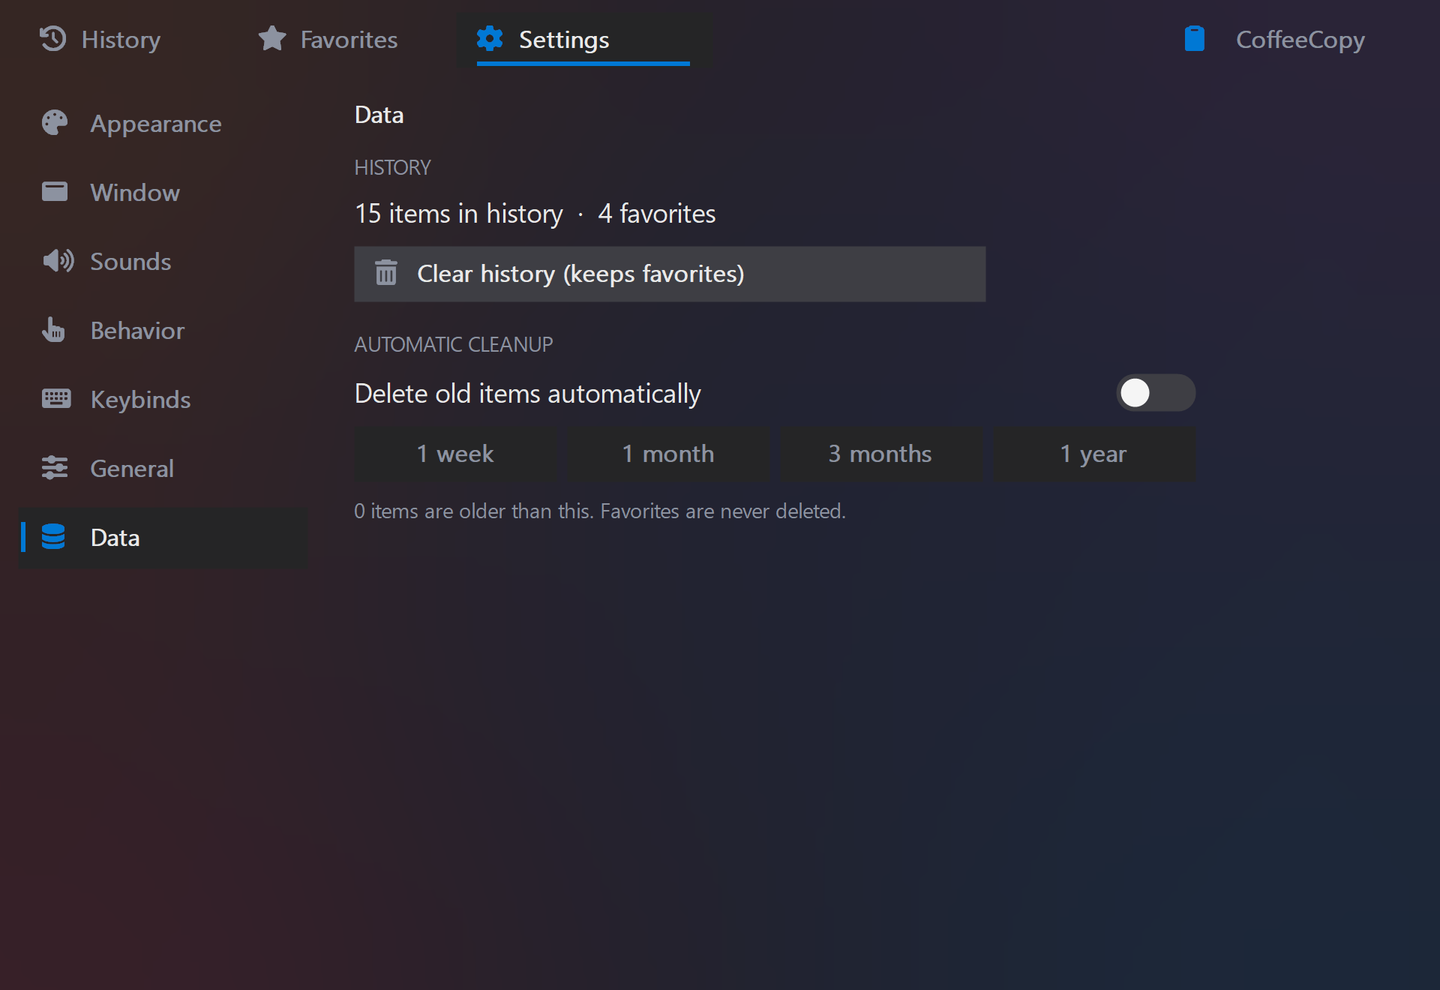 History
Favorites
Settings
CoffeeCopy
Appearance
Window
Sounds
Behavior
Keybinds
General
Data
Data
HISTORY
15 items in history · 4 favorites
Clear history (keeps favorites)
AUTOMATIC CLEANUP
Delete old items automatically
1 week
1 month
3 months
1 year
0 items are older than this. Favorites are never deleted.